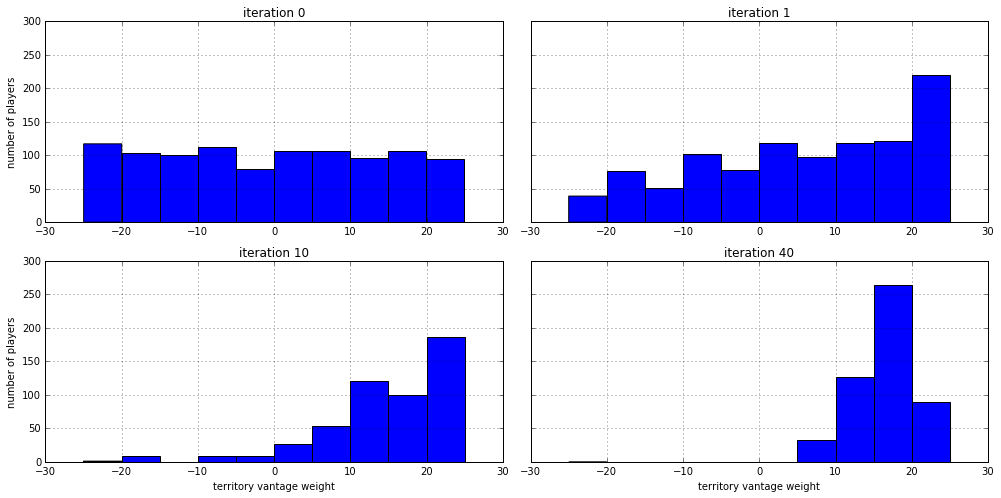 iteration 0
iteration 1
300
250
200
150
100
50
0
number of players
−30 −20 −10 0 10 20 30
−30 −20 −10 0 10 20 30
iteration 10
iteration 40
300
250
200
150
100
50
0
number of players
−30 −20 −10 0 10 20 30
−30 −20 −10 0 10 20 30
territory vantage weight
territory vantage weight